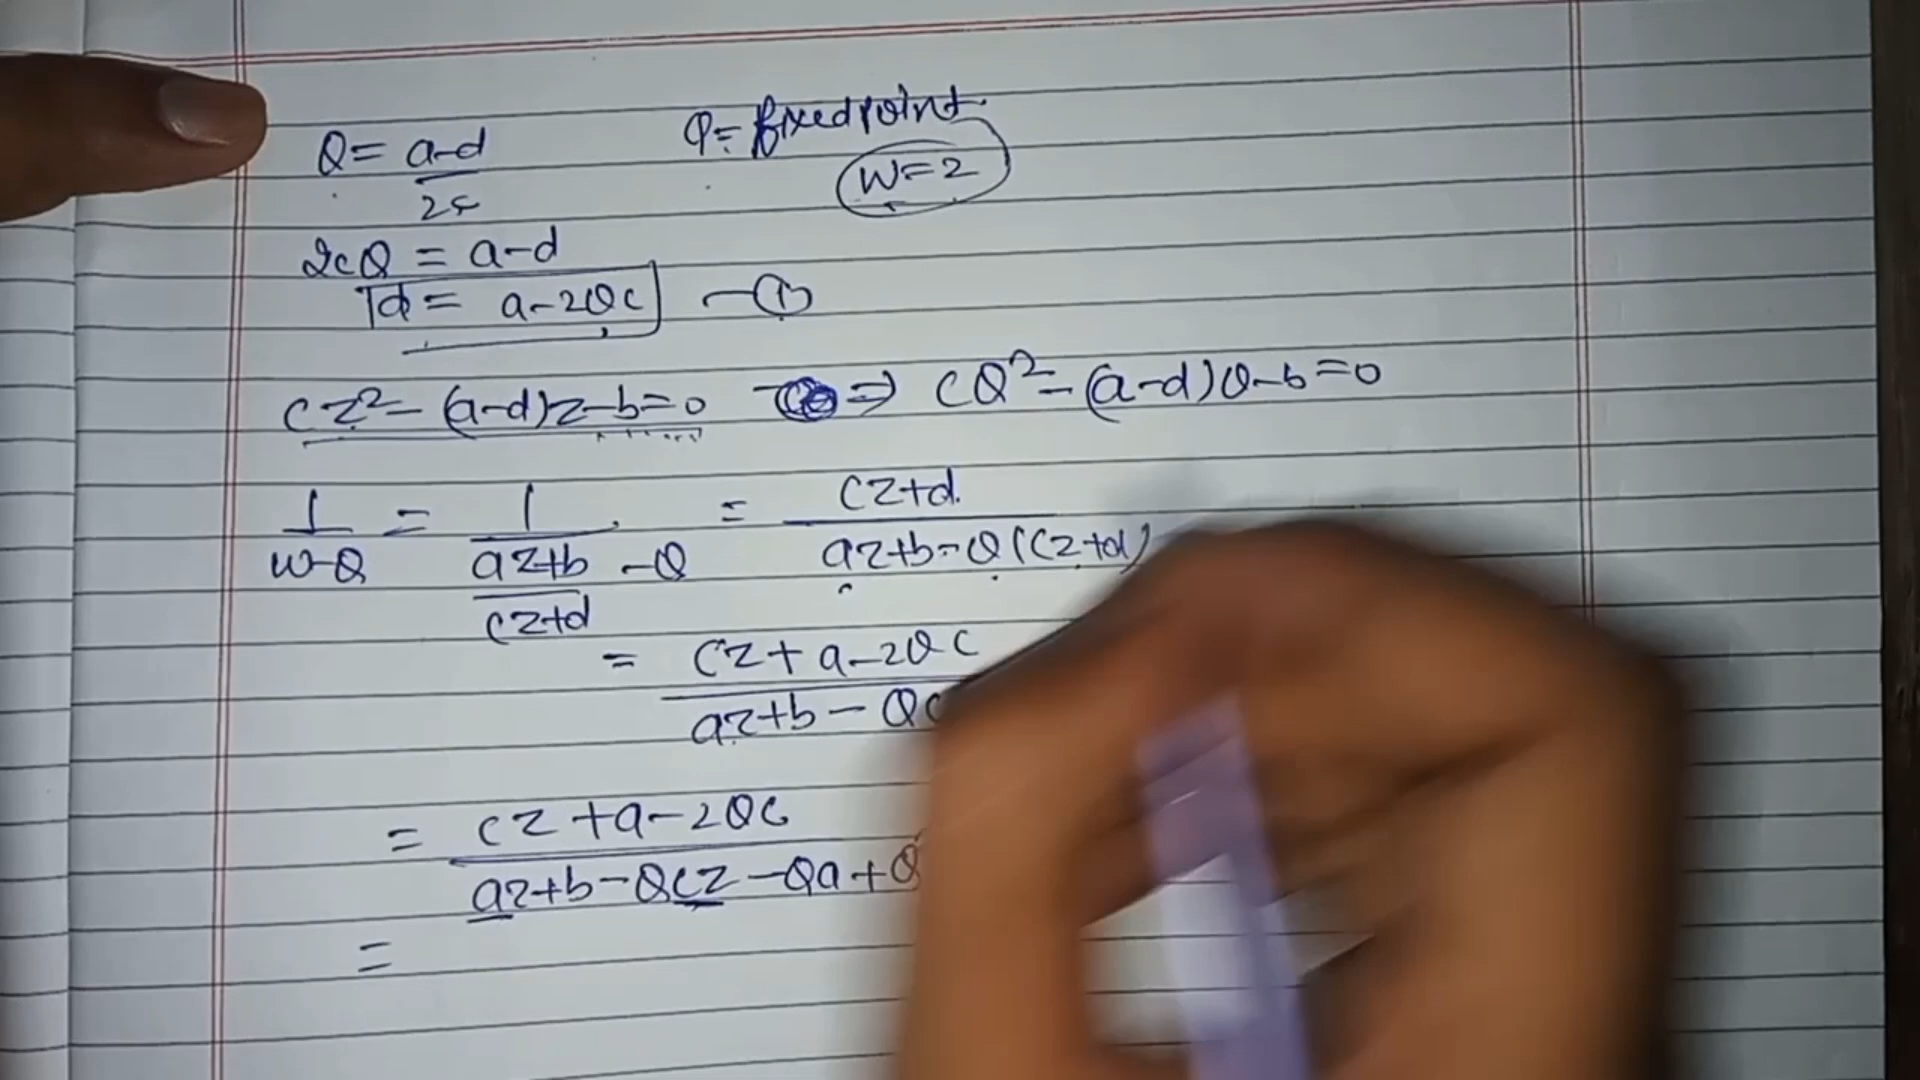 Q = a-d/2c
Q = fixed point
W=2
2cQ = a-d
d = a-2Qc —①
cz²-(a-d)z-b=0 ⇒ cQ²-(a-d)Q-b=0
1/w-Q = 1/(az+b/cz+d -Q) = cz+d/az+b-Q(cz+d)
= cz+a-2Qc/az+b-Qc
= cz+a-2Qc/az+b-Qcz-Qa+Q
=